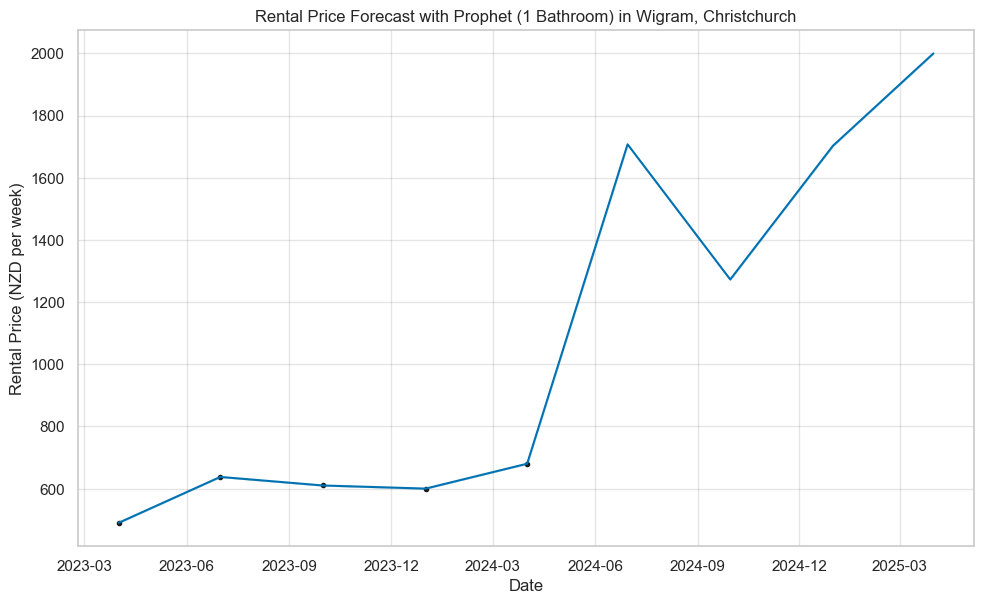 Rental Price Forecast with Prophet (1 Bathroom) in Wigram, Christchurch
Rental Price (NZD per week)
2000
1800
1600
1400
1200
1000
800
600
2023-03 2023-06 2023-09 2023-12 2024-03 2024-06 2024-09 2024-12 2025-03
Date